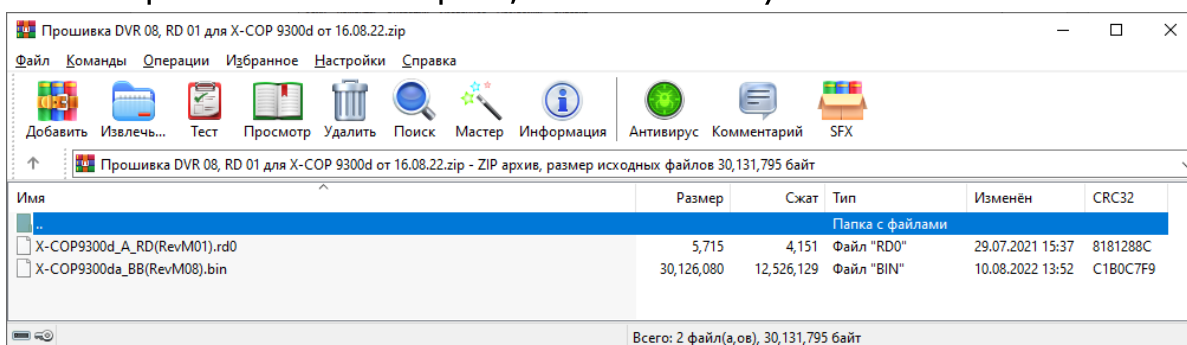 Прошивка DVR 08, RD 01 для X-COP 9300d от 16.08.22.zip
Файл Команды Операции Избранное Настройки Справка
Добавить Извлечь... Тест Просмотр Удалить Поиск Мастер Информация Антивирус Комментарий SFX
Прошивка DVR 08, RD 01 для X-COP 9300d от 16.08.22.zip - ZIP архив, размер исходных файлов 30,131,795 байт
Имя Размер Сжат Тип Изменён CRC32
.. Папка с файлами
X-COP9300d_A_RD(RevM01).rd0 5,715 4,151 Файл "RD0" 29.07.2021 15:37 8181288C
X-COP9300da_BB(RevM08).bin 30,126,080 12,526,129 Файл "BIN" 10.08.2022 13:52 C1B0C7F9
Всего: 2 файл(а,ов), 30,131,795 байт